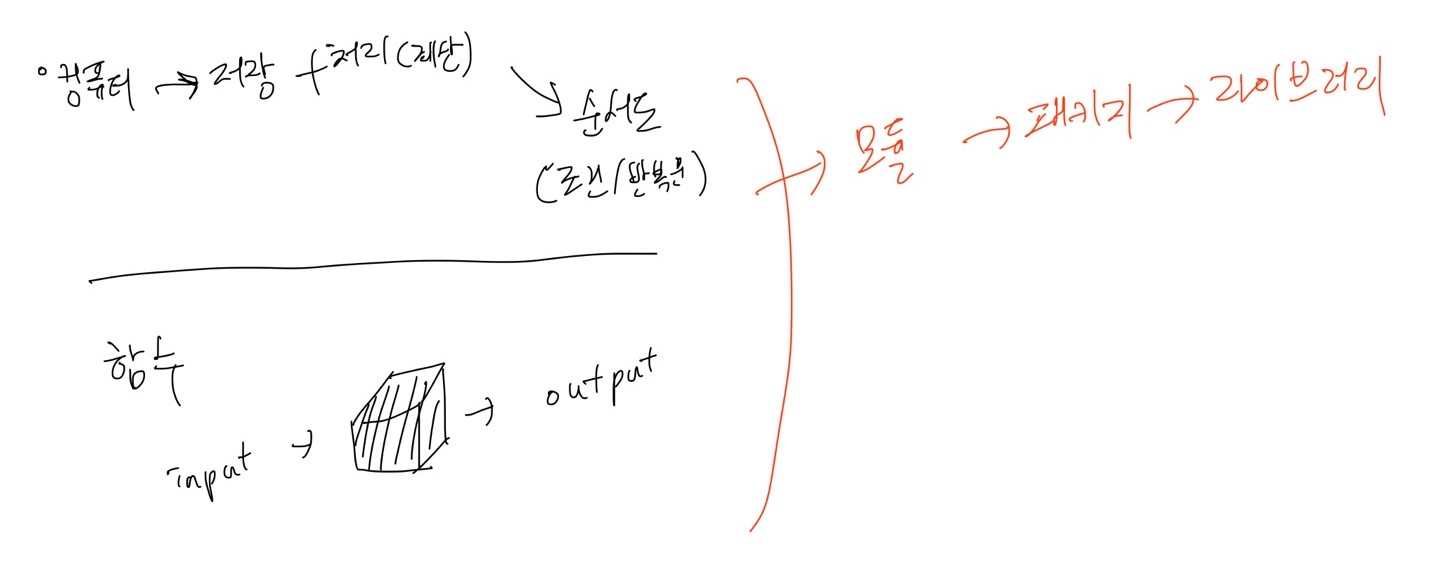 컴퓨터 → 저장 + 처리(계산)
순서도
(조건/반복문)
→ 모듈 → 패키지 → 라이브러리
함수
input → → output